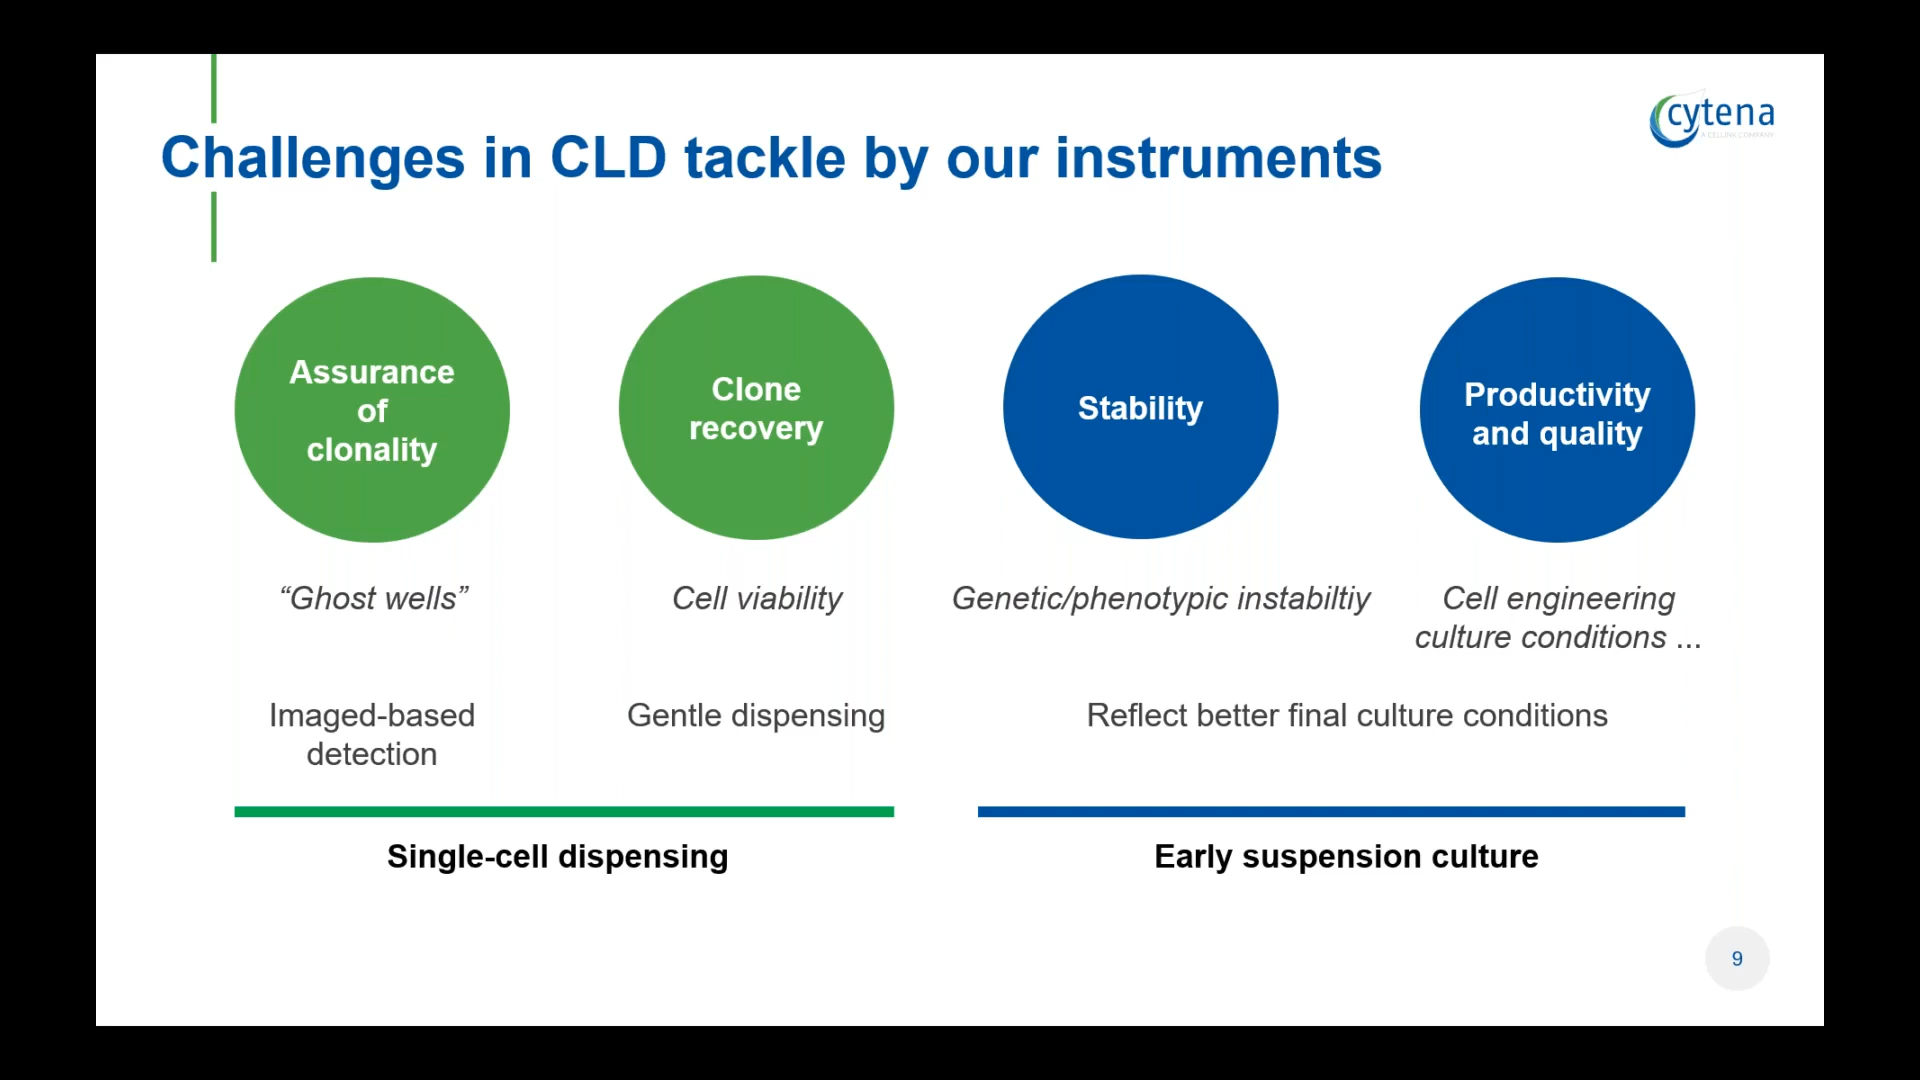 cytena
A CELLINK COMPANY
Challenges in CLD tackle by our instruments
Assurance
of
clonality
Clone
recovery
Stability
Productivity
and quality
“Ghost wells”
Cell viability
Genetic/phenotypic instabiltiy
Cell engineering
culture conditions ...
Imaged-based
detection
Gentle dispensing
Reflect better final culture conditions
Single-cell dispensing
Early suspension culture
9